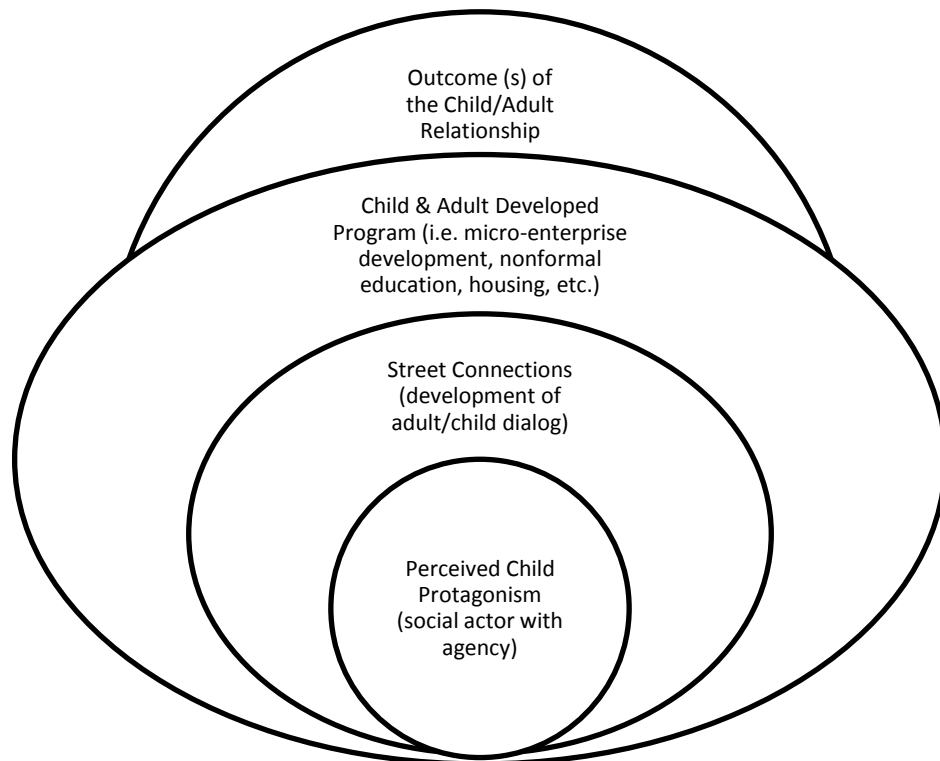 Outcome (s) of
the Child/Adult
Relationship
Child & Adult Developed
Program (i.e. micro-enterprise
development, nonformal
education, housing, etc.)
Street Connections
(development of
adult/child dialog)
Perceived Child
Protagonism
(social actor with
agency)